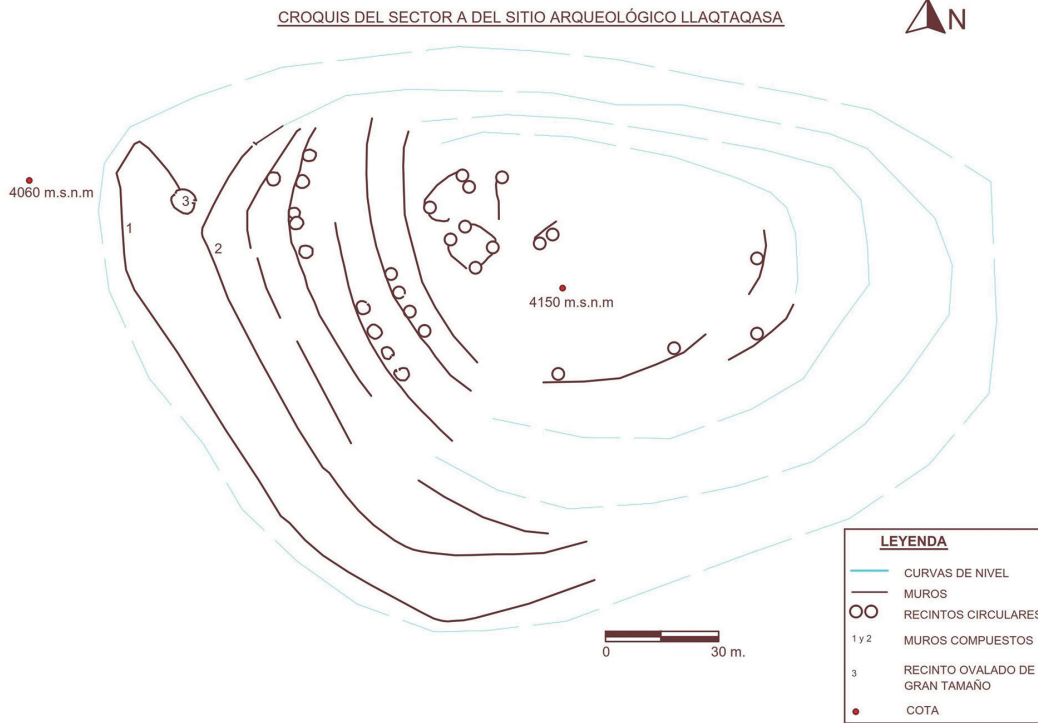 CROQUIS DEL SECTOR A DEL SITIO ARQUEOLÓGICO LLAQTAQASA
N
4060 m.s.n.m
3
1
2
4150 m.s.n.m
LEYENDA
CURVAS DE NIVEL
MUROS
RECINTOS CIRCULARES
1 y 2 MUROS COMPUESTOS
3 RECINTO OVALADO DE
GRAN TAMAÑO
COTA
0 30 m.